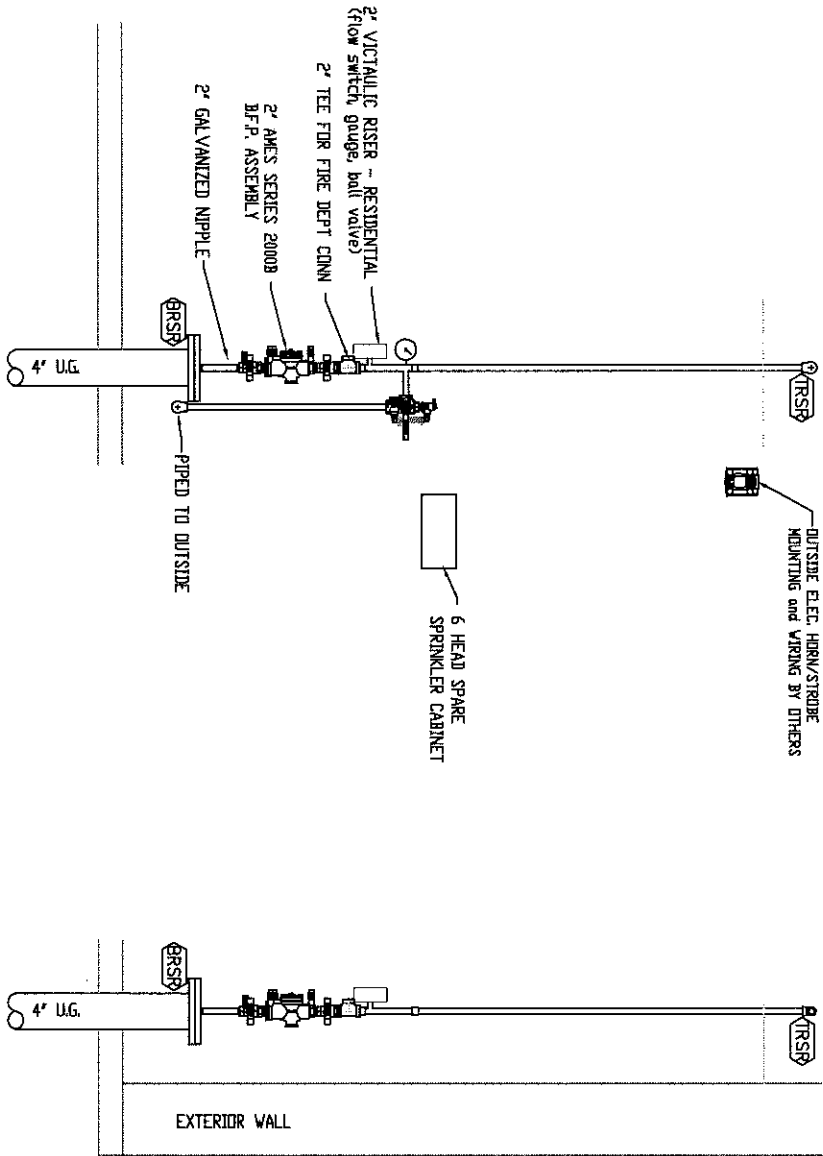 2" VICTAULIC RISER - RESIDENTIAL
(flow switch, gauge, ball valve)
2" TEE FOR FIRE DEPT CONN
2" AMES SERIES 2000B
B.F.P. ASSEMBLY
2" GALVANIZED NIPPLE
BRSR
4" U.G.
TRSR
PIPED TO OUTSIDE
OUTSIDE ELEC. HORN/STROBE
MOUNTING and WIRING BY OTHERS
6 HEAD SPARE
SPRINKLER CABINET
BRSR
4" U.G.
TRSR
EXTERIOR WALL